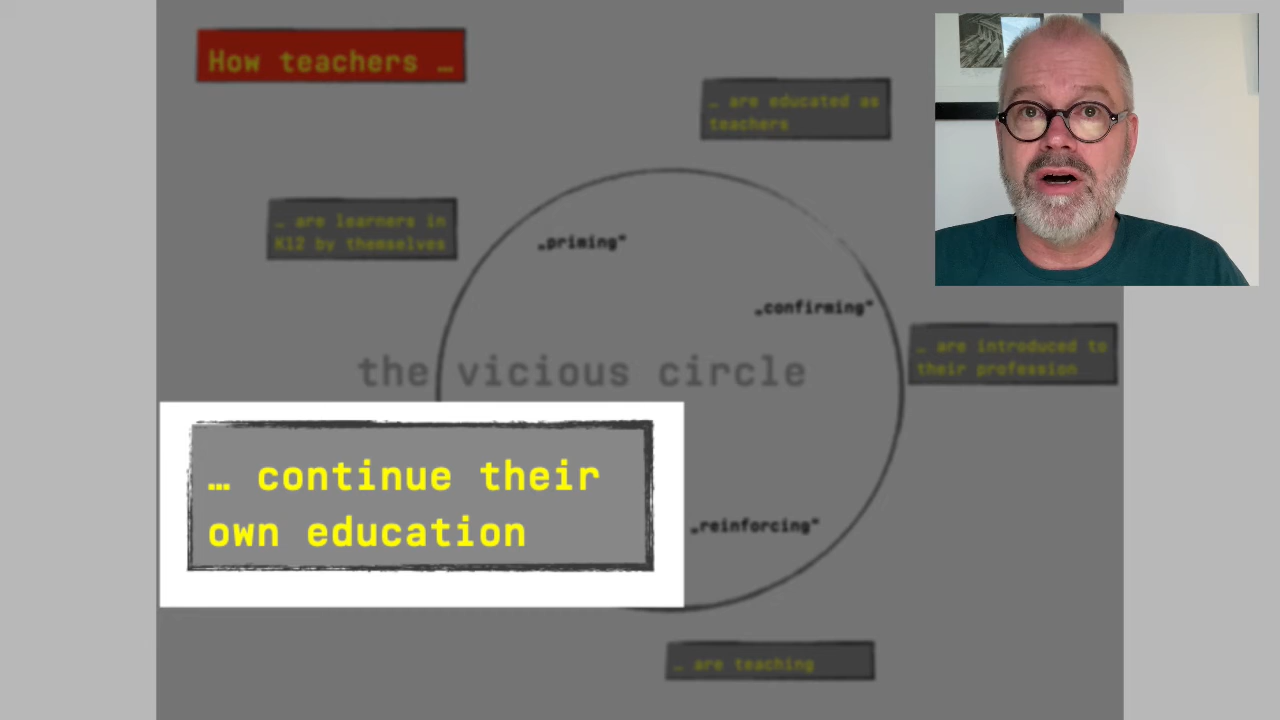 How teachers …
… are educated as
teachers
… are learners in
K12 by themselves
„priming“
„confirming“
… are introduced to
their profession
the vicious circle
… continue their
own education
„reinforcing“
… are teaching